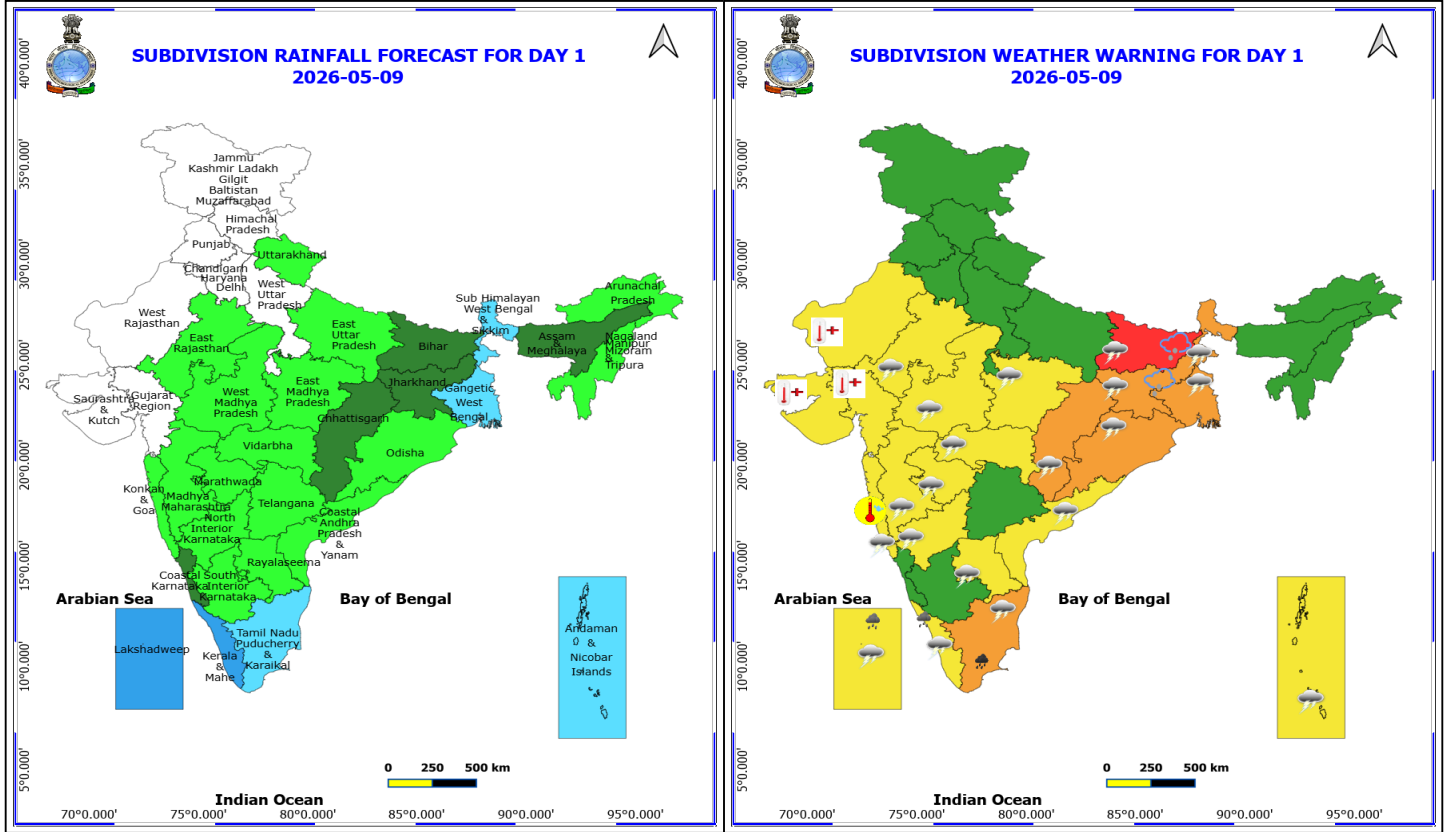 SUBDIVISION RAINFALL FORECAST FOR DAY 1
2026-05-09
40°0.000'
35°0.000'
30°0.000'
25°0.000'
20°0.000'
15°0.000'
10°0.000'
5°0.000'
Jammu
Kashmir Ladakh
Gilgit
Baltistan
Muzaffarabad
Himachal
Pradesh
Punjab
Uttarakhand
Chandigarh
Haryana
Delhi
West
Uttar
Pradesh
West
Rajasthan
East
Rajasthan
East
Uttar
Pradesh
Sub Himalayan
West Bengal
&
Sikkim
Arunachal
Pradesh
Assam
&
Meghalaya
Nagaland
Manipur
Mizoram
&
Tripura
Bihar
Jharkhand
Gangetic
West
Bengal
Saurashtra
&
Kutch
Gujarat
Region
West
Madhya
Pradesh
East
Madhya
Pradesh
Chhattisgarh
Odisha
Vidarbha
Konkan
&
Goa
Marathwada
Madhya
Maharashtra
Telangana
North
Interior
Karnataka
Coastal
Andhra
Pradesh
&
Yanam
Rayalaseema
Coastal
Karnataka
South
Interior
Karnataka
Arabian Sea
Bay of Bengal
Lakshadweep
Kerala
&
Mahe
Tamil Nadu
Puducherry
&
Karaikal
Andaman
&
Nicobar
Islands
0 250 500 km
Indian Ocean
70°0.000' 75°0.000' 80°0.000' 85°0.000' 90°0.000' 95°0.000'
SUBDIVISION WEATHER WARNING FOR DAY 1
2026-05-09
40°0.000'
35°0.000'
30°0.000'
25°0.000'
20°0.000'
15°0.000'
10°0.000'
5°0.000'
Arabian Sea
Bay of Bengal
0 250 500 km
Indian Ocean
70°0.000' 75°0.000' 80°0.000' 85°0.000' 90°0.000' 95°0.000'